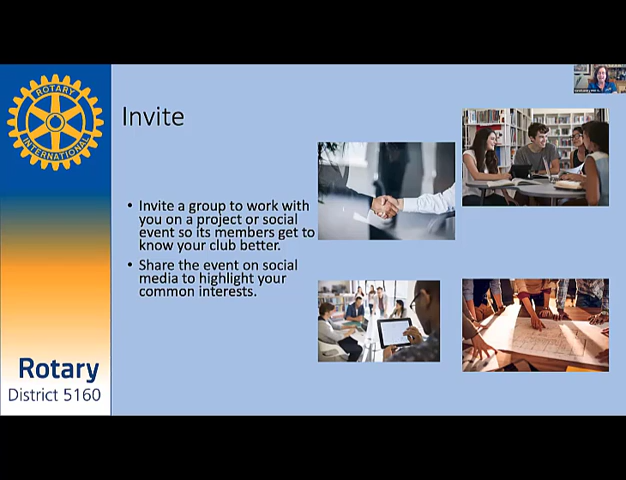 ROTARY
INTERNATIONAL
Invite
• Invite a group to work with
you on a project or social
event so its members get to
know your club better.
• Share the event on social
media to highlight your
common interests.
Rotary
District 5160